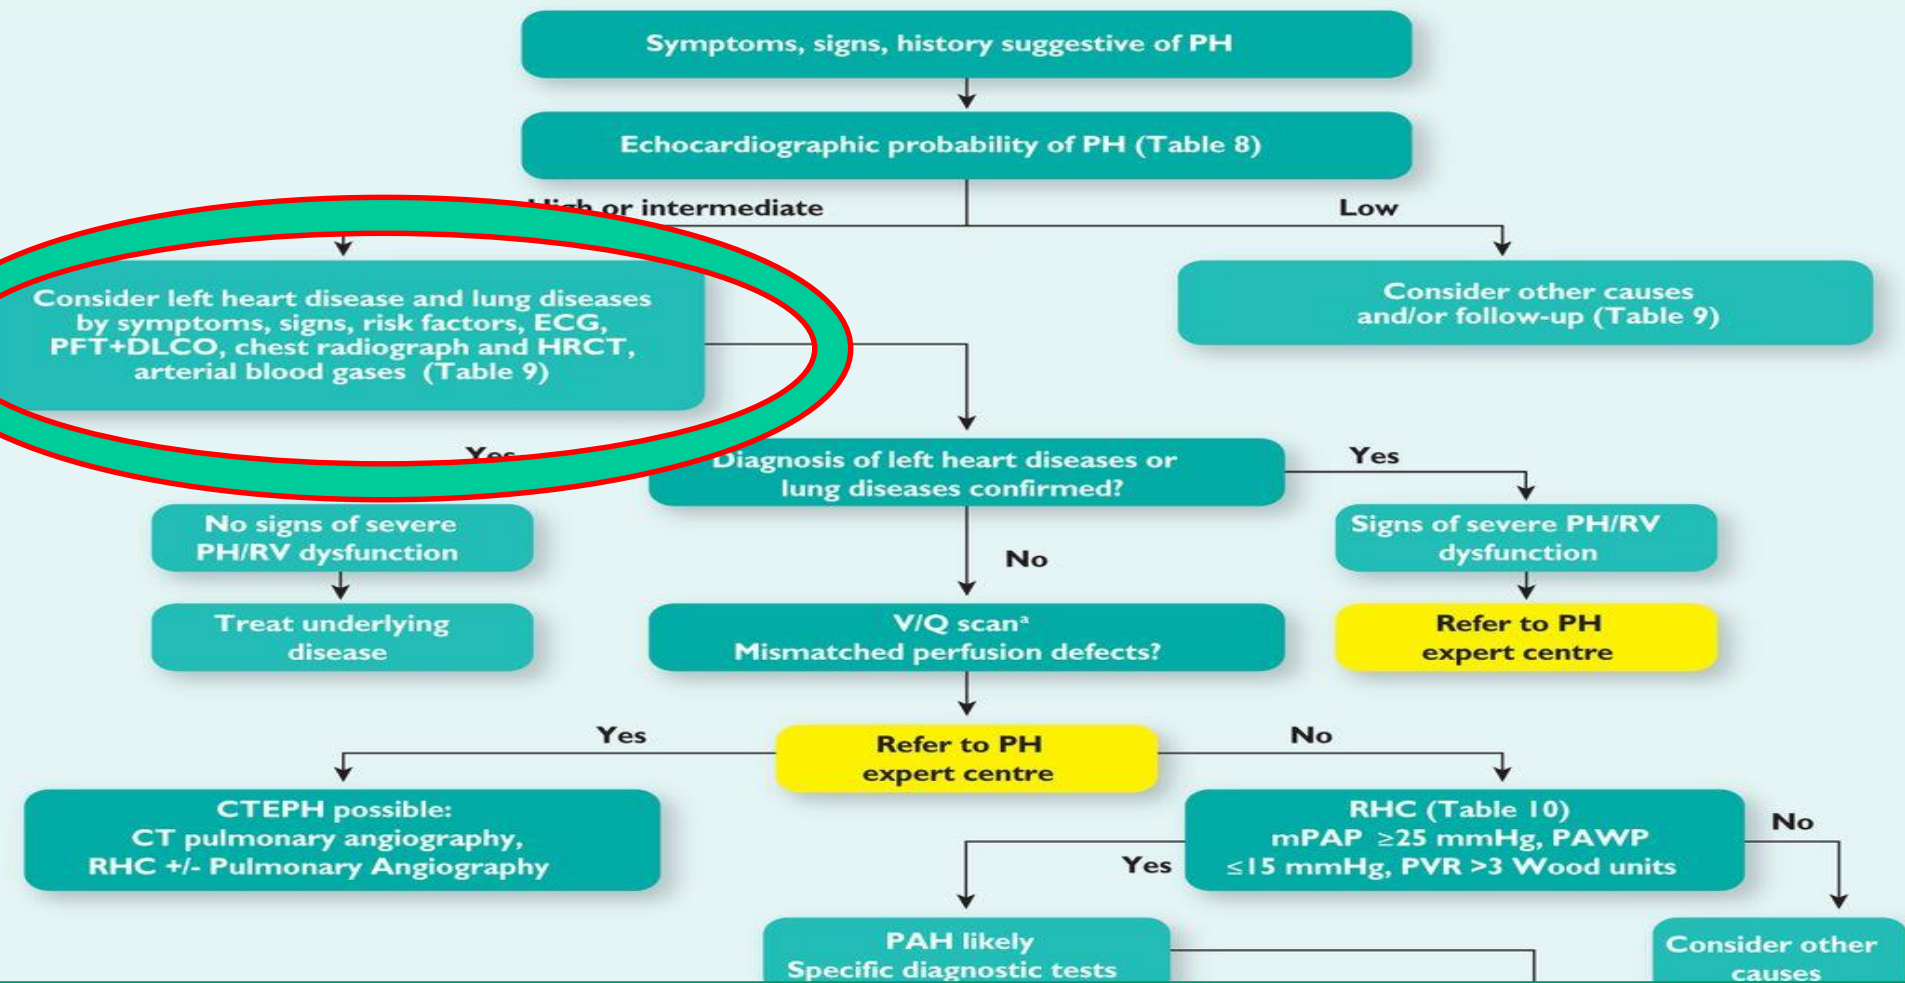 Symptoms, signs, history suggestive of PH
Echocardiographic probability of PH (Table 8)
High or intermediate
Low
Consider left heart disease and lung diseases
by symptoms, signs, risk factors, ECG,
PFT+DLCO, chest radiograph and HRCT,
arterial blood gases (Table 9)
Consider other causes
and/or follow-up (Table 9)
Yes
Diagnosis of left heart diseases or
lung diseases confirmed?
Yes
No signs of severe
PH/RV dysfunction
Signs of severe PH/RV
dysfunction
No
Treat underlying
disease
V/Q scanᵃ
Mismatched perfusion defects?
Refer to PH
expert centre
Yes
Refer to PH
expert centre
No
CTEPH possible:
CT pulmonary angiography,
RHC +/- Pulmonary Angiography
RHC (Table 10)
mPAP ≥25 mmHg, PAWP
≤15 mmHg, PVR >3 Wood units
No
Yes
PAH likely
Specific diagnostic tests
Consider other
causes